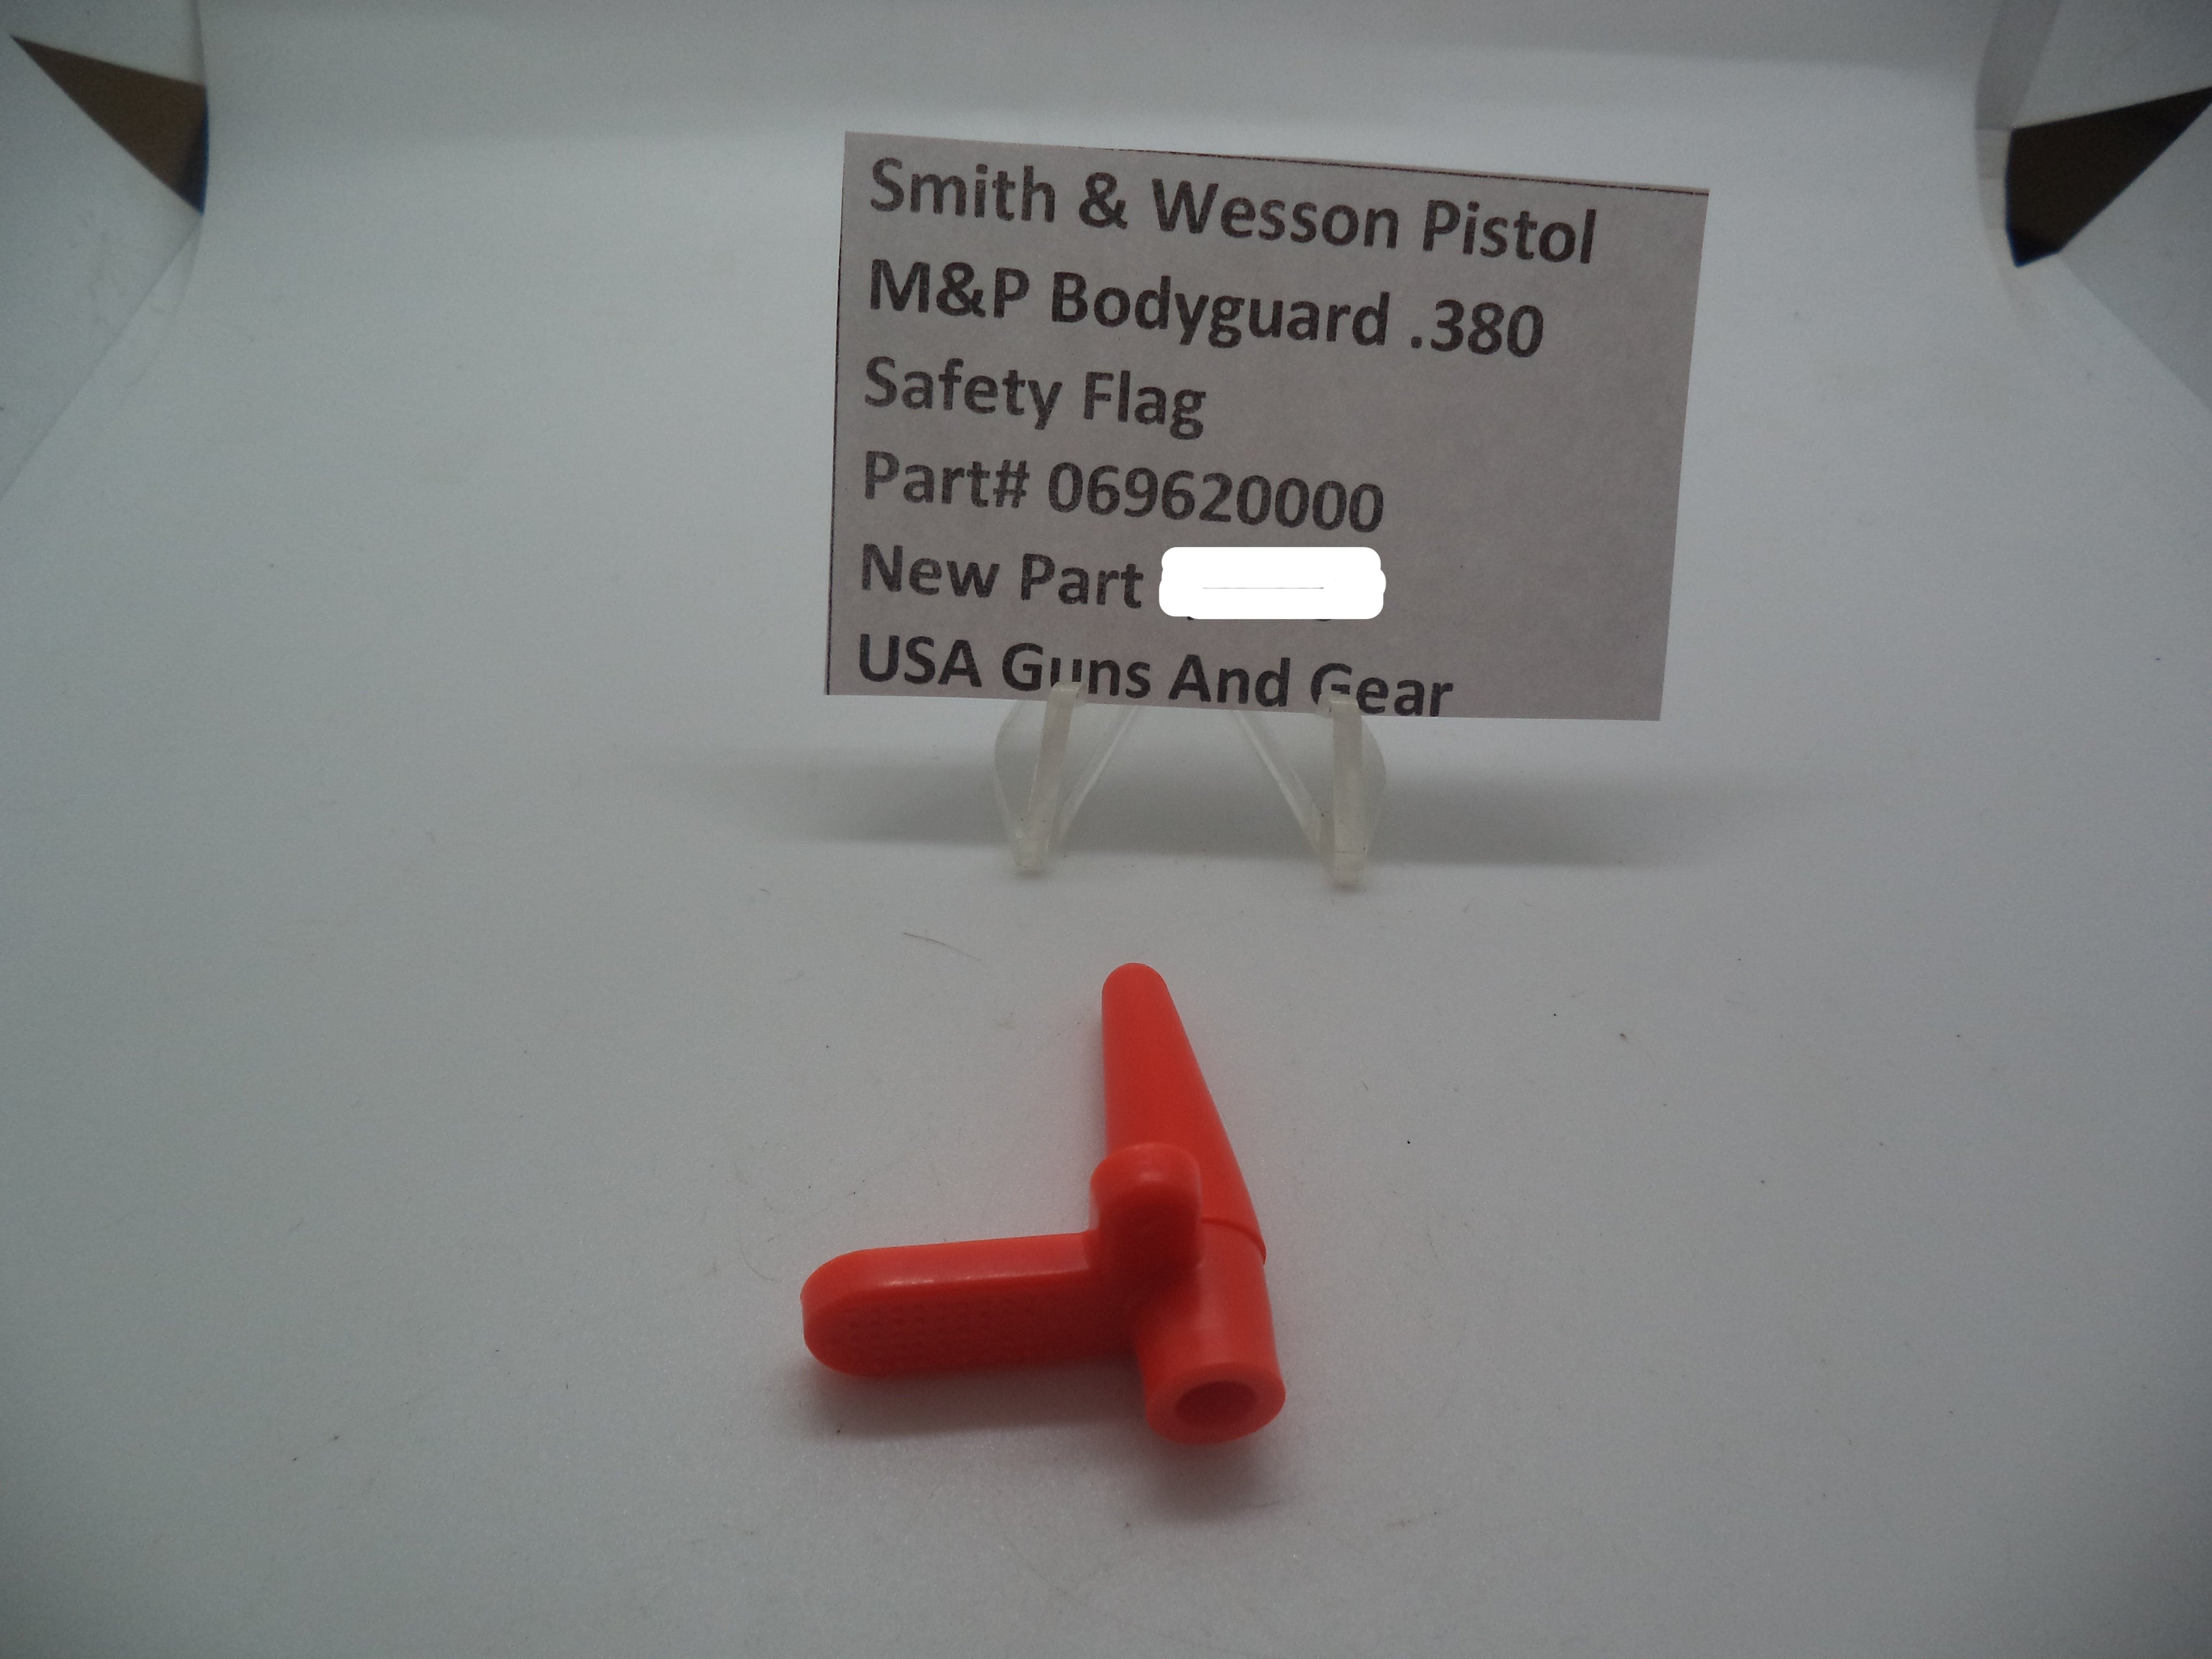 Smith & Wesson Pistol
M&P Bodyguard .380
Safety Flag
Part# 069620000
New Part
USA Guns And Gear